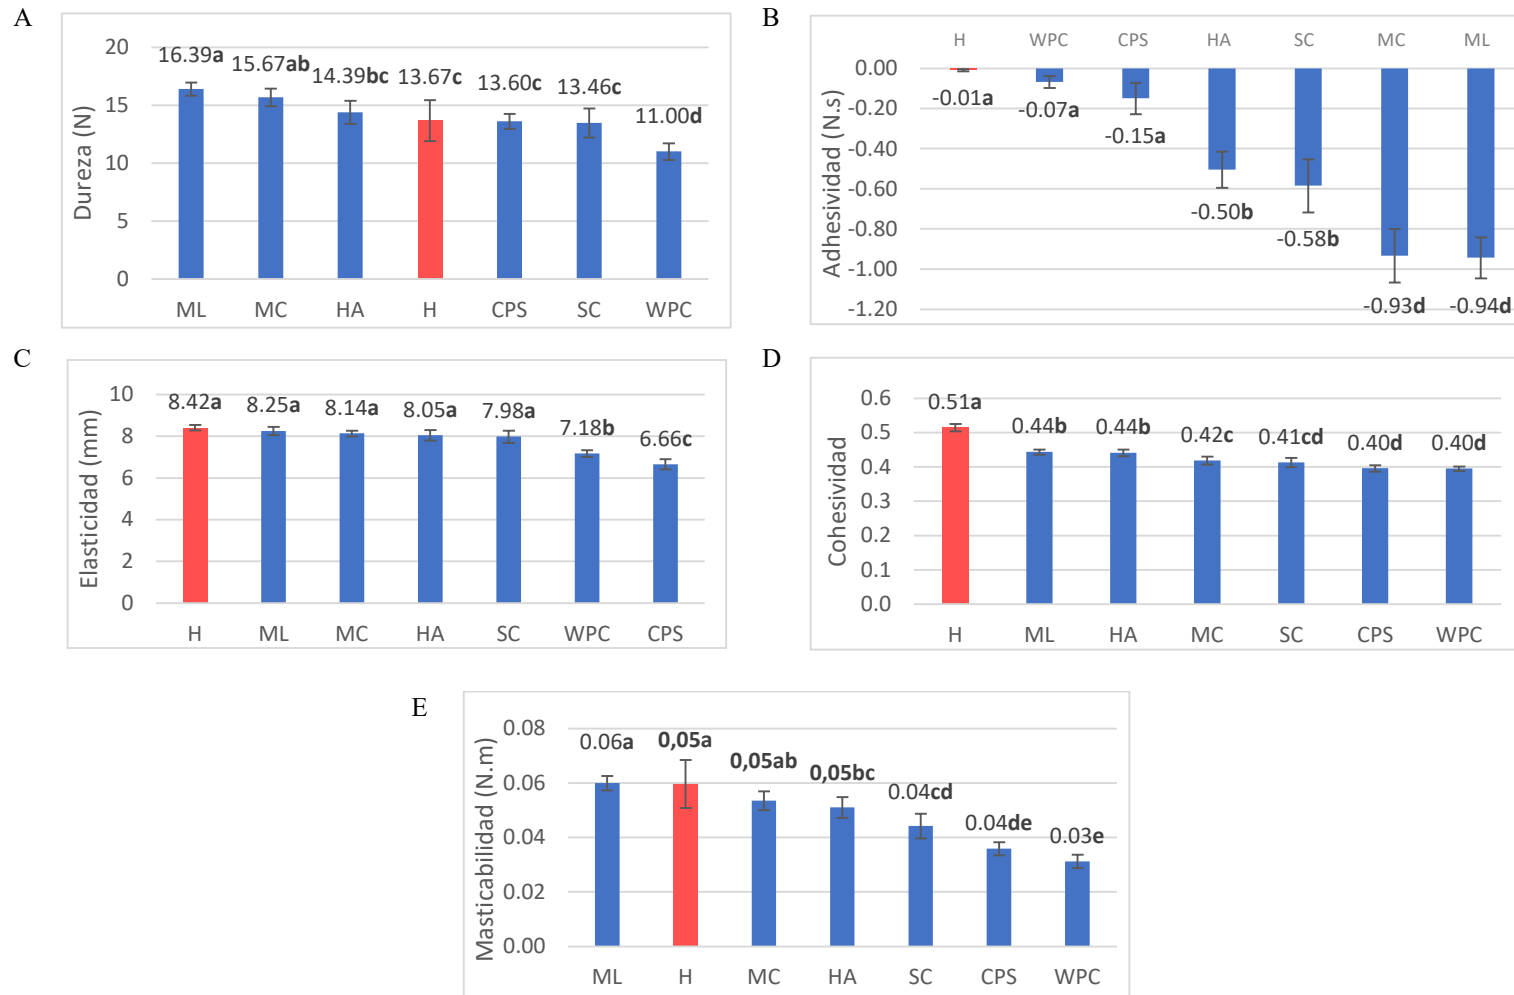 A
Dureza (N)
20
15
10
5
0
16.39a
15.67ab
14.39bc
13.67c
13.60c
13.46c
11.00d
ML
MC
HA
H
CPS
SC
WPC
B
Adhesividad (N.s)
H
WPC
CPS
HA
SC
MC
ML
0.00
-0.20
-0.40
-0.60
-0.80
-1.00
-1.20
-0.01a
-0.07a
-0.15a
-0.50b
-0.58b
-0.93d
-0.94d
C
Elasticidad (mm)
10
8
6
4
2
0
8.42a
8.25a
8.14a
8.05a
7.98a
7.18b
6.66c
H
ML
MC
HA
SC
WPC
CPS
D
Cohesividad
0.6
0.5
0.4
0.3
0.2
0.1
0.0
0.51a
0.44b
0.44b
0.42c
0.41cd
0.40d
0.40d
H
ML
HA
MC
SC
CPS
WPC
E
Masticabilidad (N.m)
0.08
0.06
0.04
0.02
0.00
0.06a
0,05a
0,05ab
0,05bc
0.04cd
0.04de
0.03e
ML
H
MC
HA
SC
CPS
WPC